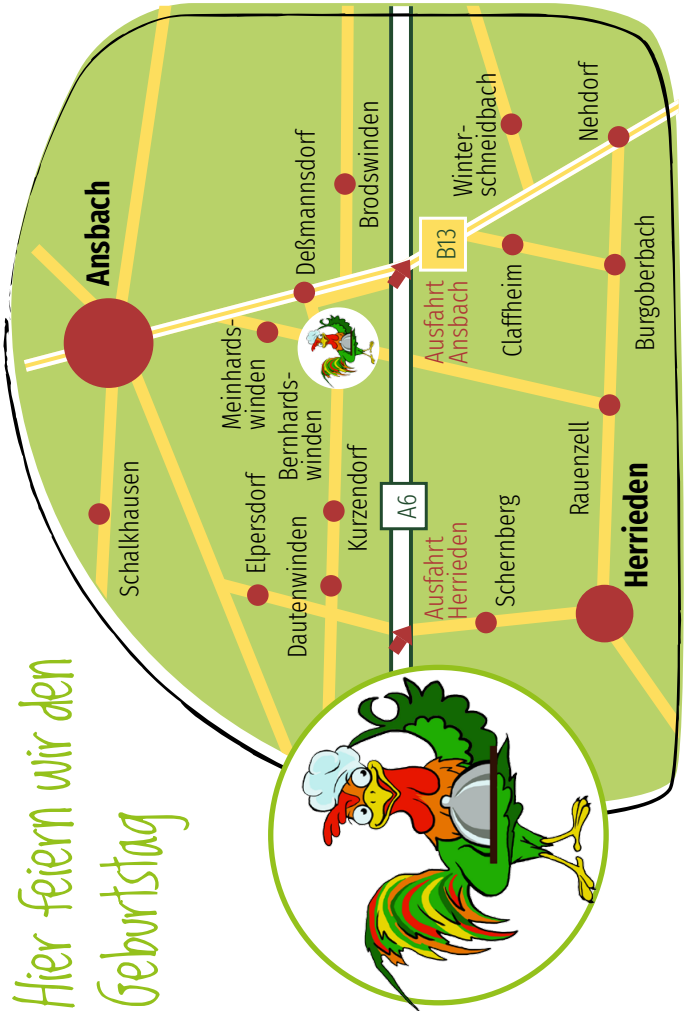 Hier feiern wir den
Geburtstag
Ansbach
Schalkhausen
Deßmannsdorf
Brodswinden
Meinhards-
winden
Bernhards-
winden
Elpersdorf
Dautenwinden
Kurzendorf
A6
B13
Ausfahrt
Ansbach
Ausfahrt
Herrieden
Winter-
schneidbach
Nehdorf
Claffheim
Burgoberbach
Rauenzell
Schernberg
Herrieden